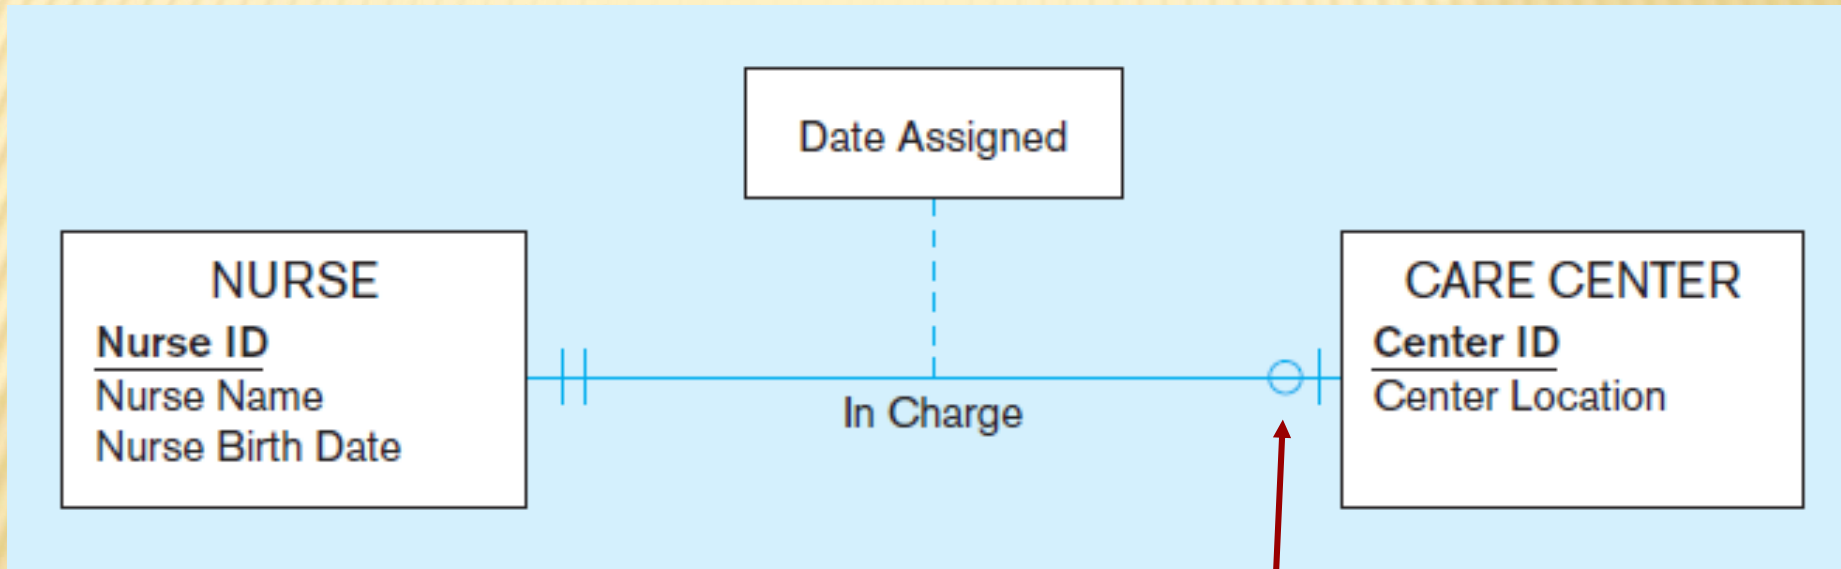 Date Assigned
NURSE
Nurse ID
Nurse Name
Nurse Birth Date
In Charge
CARE CENTER
Center ID
Center Location